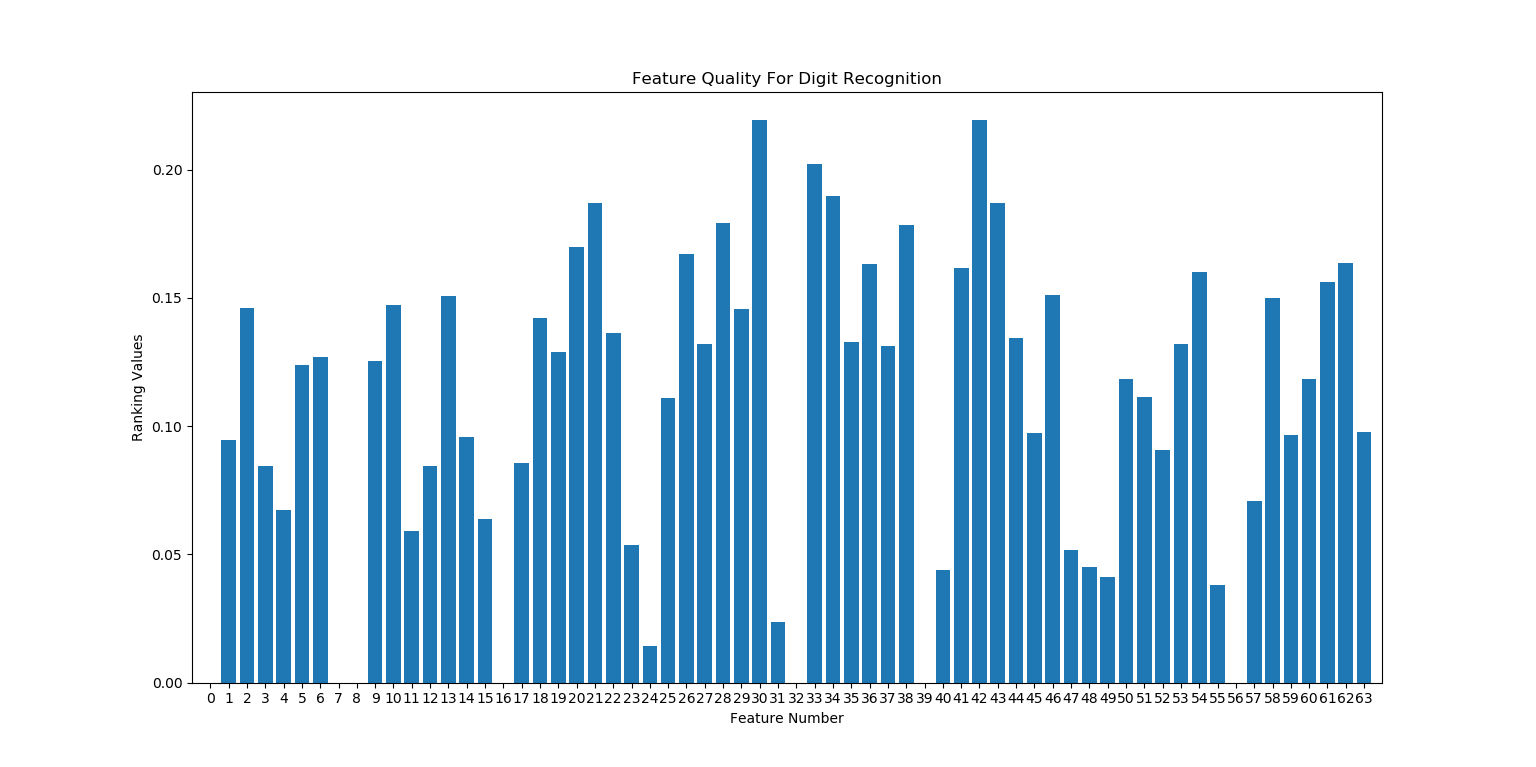 Feature Quality For Digit Recognition
0.20
0.15
0.10
0.05
0.00
Ranking Values
0 1 2 3 4 5 6 7 8 9 10 11 12 13 14 15 16 17 18 19 20 21 22 23 24 25 26 27 28 29 30 31 32 33 34 35 36 37 38 39 40 41 42 43 44 45 46 47 48 49 50 51 52 53 54 55 56 57 58 59 60 61 62 63
Feature Number